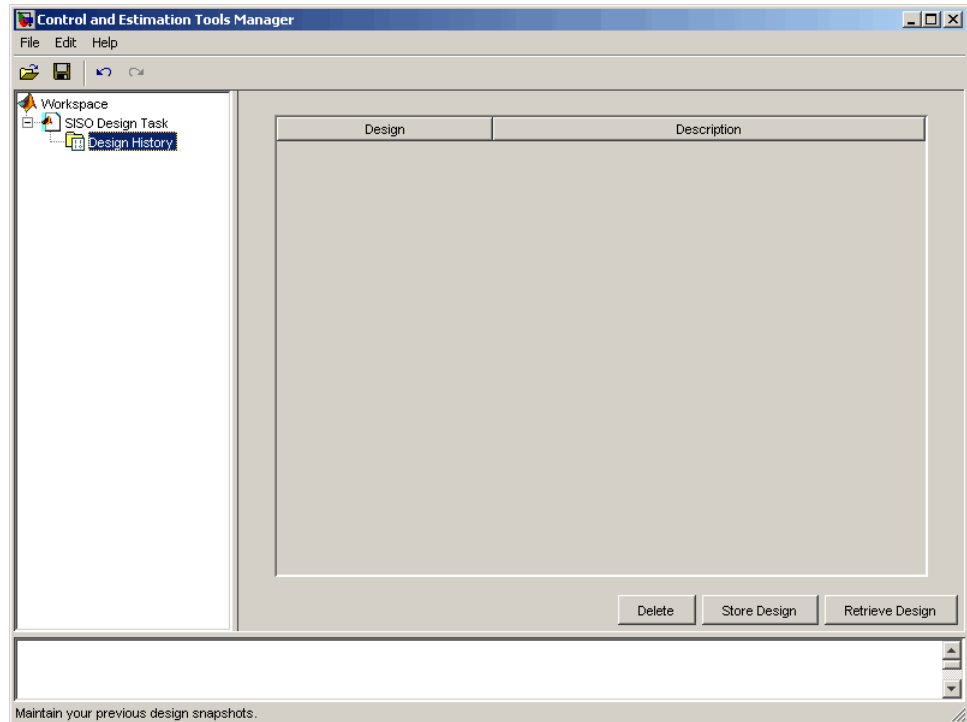 Control and Estimation Tools Manager
File Edit Help
Workspace
SISO Design Task
Design History
Design Description
Delete Store Design Retrieve Design
Maintain your previous design snapshots.